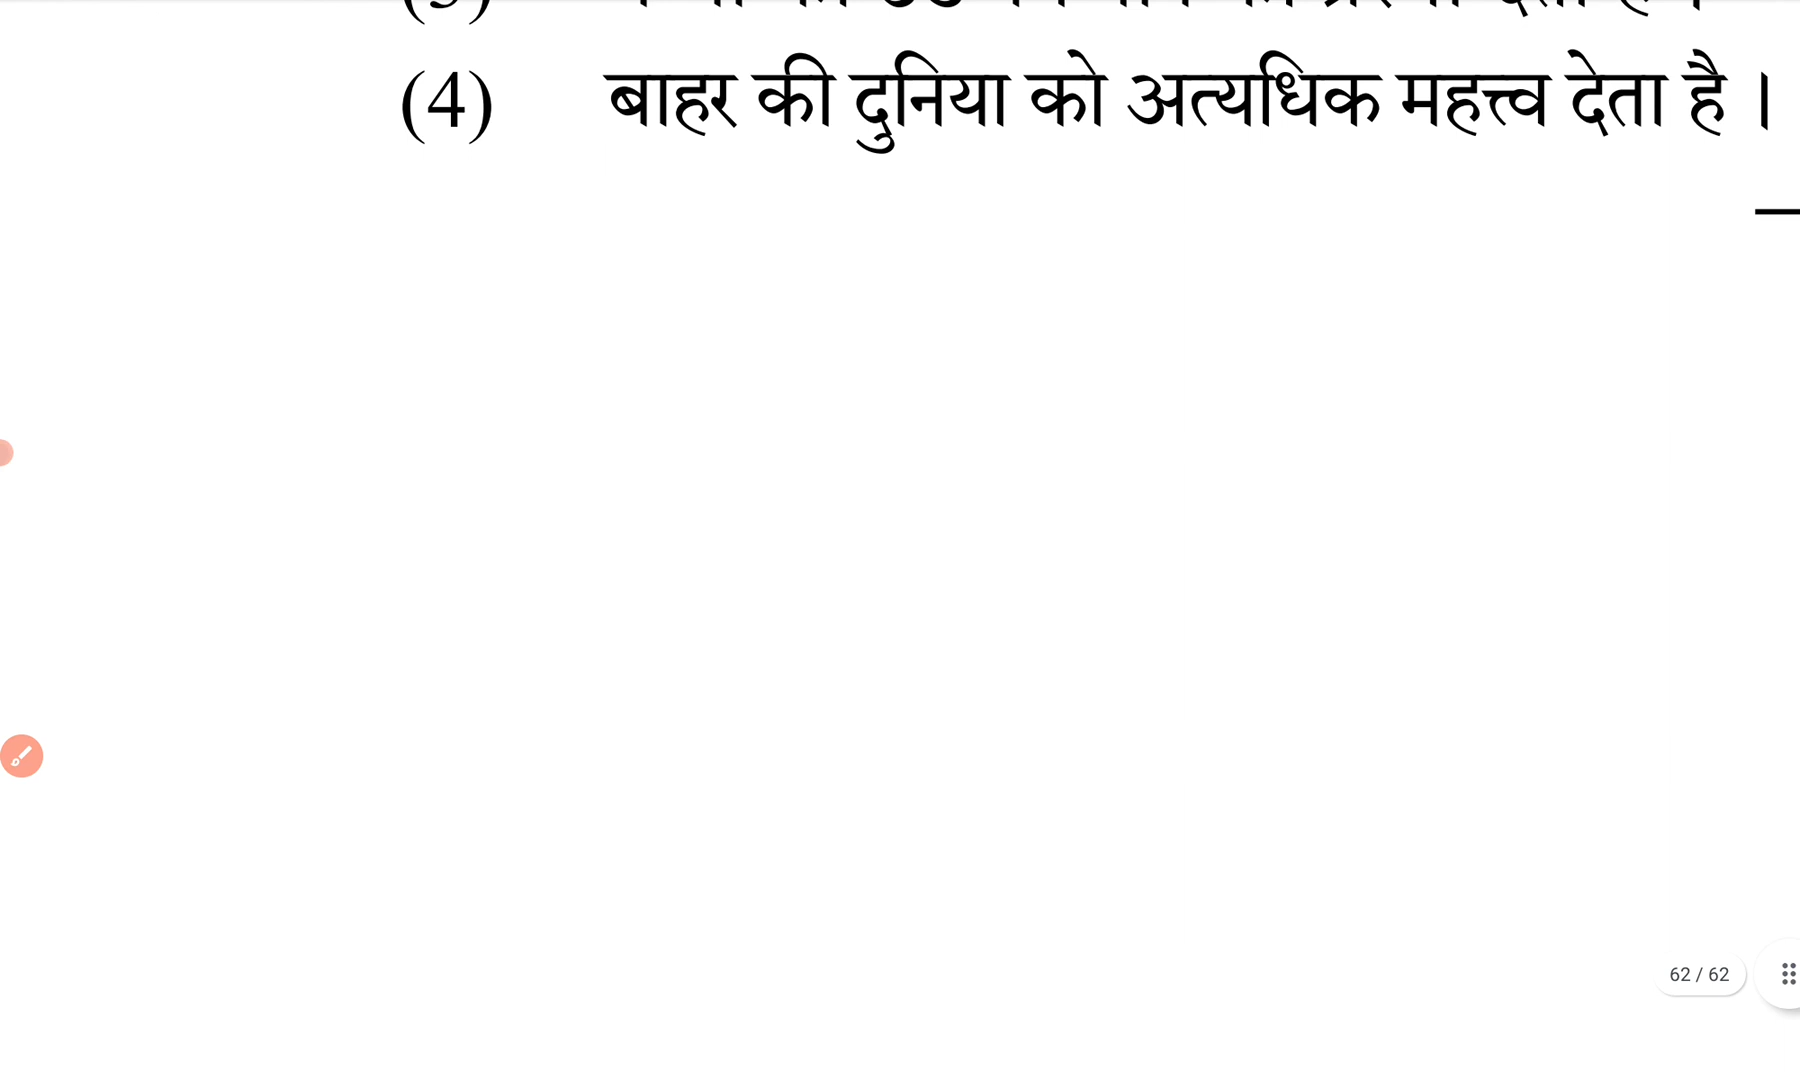 (4) बाहर की दुनिया को अत्यधिक महत्त्व देता है ।
62 / 62